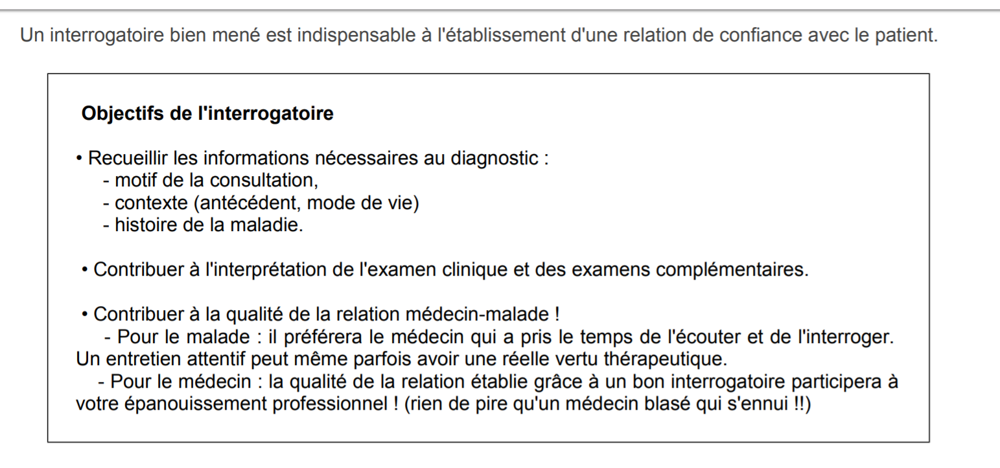 Un interrogatoire bien mené est indispensable à l'établissement d'une relation de confiance avec le patient.
Objectifs de l'interrogatoire
• Recueillir les informations nécessaires au diagnostic :
- motif de la consultation,
- contexte (antécédent, mode de vie)
- histoire de la maladie.
• Contribuer à l'interprétation de l'examen clinique et des examens complémentaires.
• Contribuer à la qualité de la relation médecin-malade !
- Pour le malade : il préférera le médecin qui a pris le temps de l'écouter et de l'interroger.
Un entretien attentif peut même parfois avoir une réelle vertu thérapeutique.
- Pour le médecin : la qualité de la relation établie grâce à un bon interrogatoire participera à
votre épanouissement professionnel ! (rien de pire qu'un médecin blasé qui s'ennui !!)